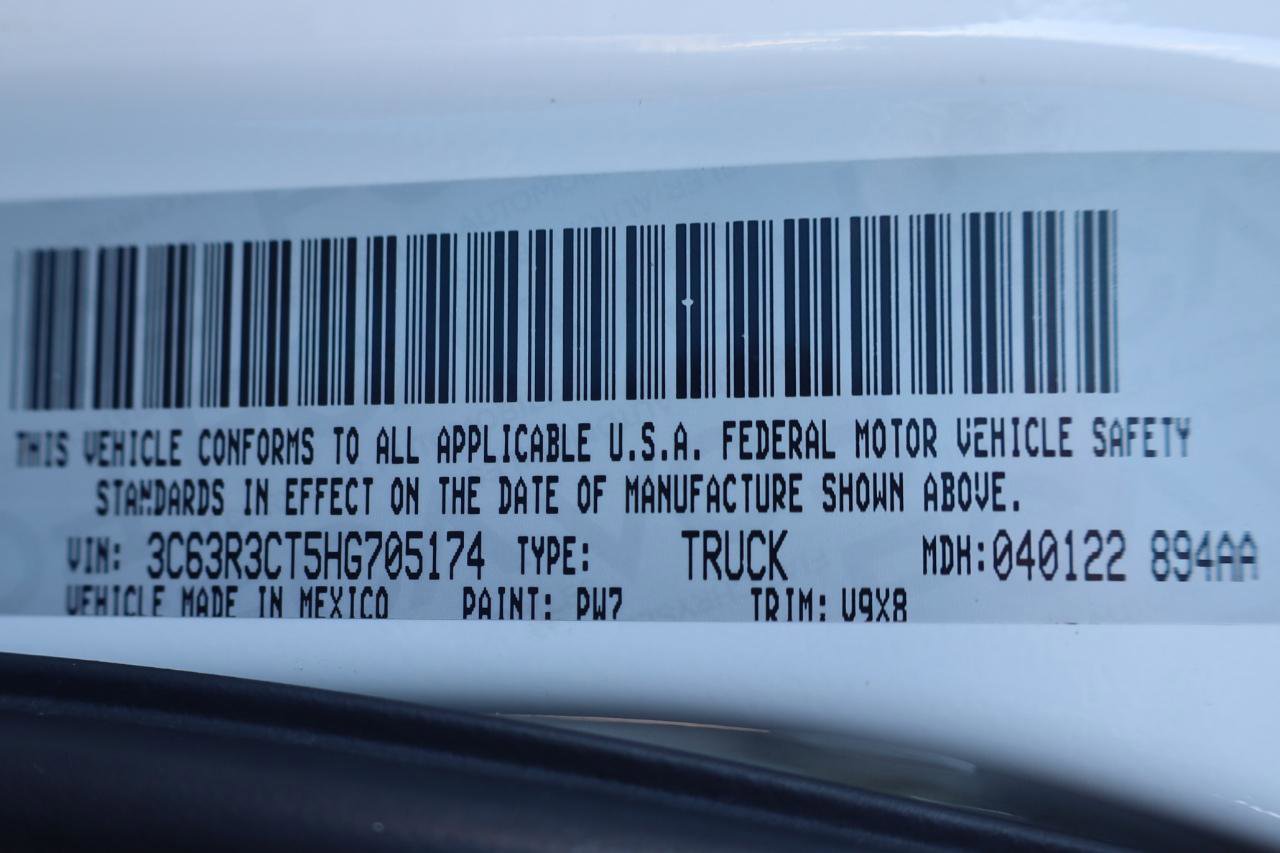 THIS VEHICLE CONFORMS TO ALL APPLICABLE U.S.A. FEDERAL MOTOR VEHICLE SAFETY
STANDARDS IN EFFECT ON THE DATE OF MANUFACTURE SHOWN ABOVE.
VIN: 3C63R3CT5HG705174 TYPE: TRUCK MDH:040122 894AA
VEHICLE MADE IN MEXICO PAINT: PW7 TRIM: V9X8